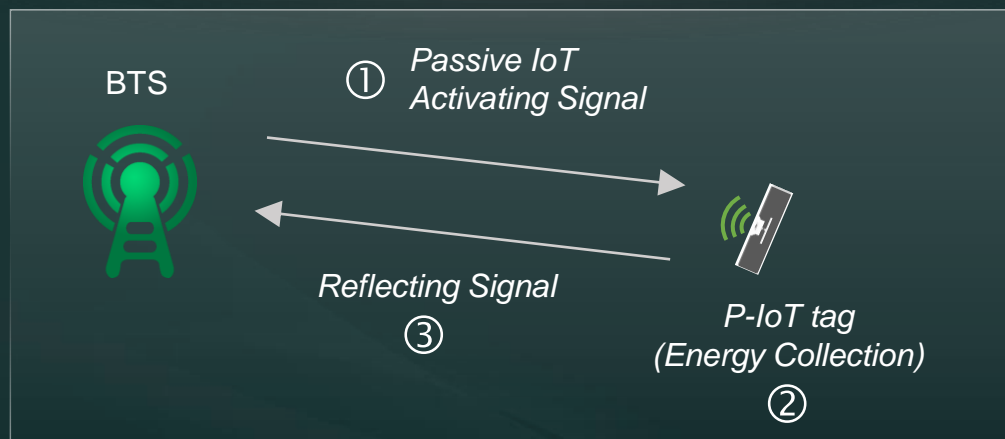 BTS
① Passive IoT
Activating Signal
Reflecting Signal
③
P-IoT tag
(Energy Collection)
②